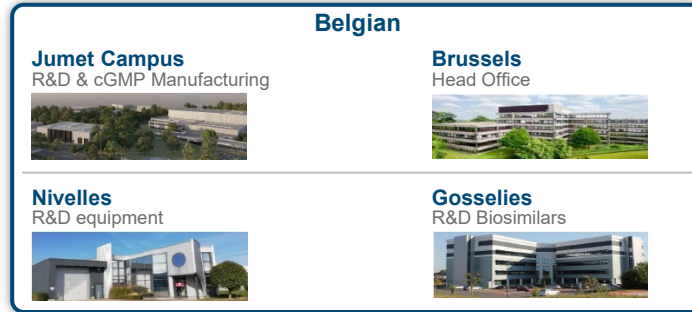 Belgian
Jumet Campus
R&D & cGMP Manufacturing
Brussels
Head Office
Nivelles
R&D equipment
Gosselies
R&D Biosimilars